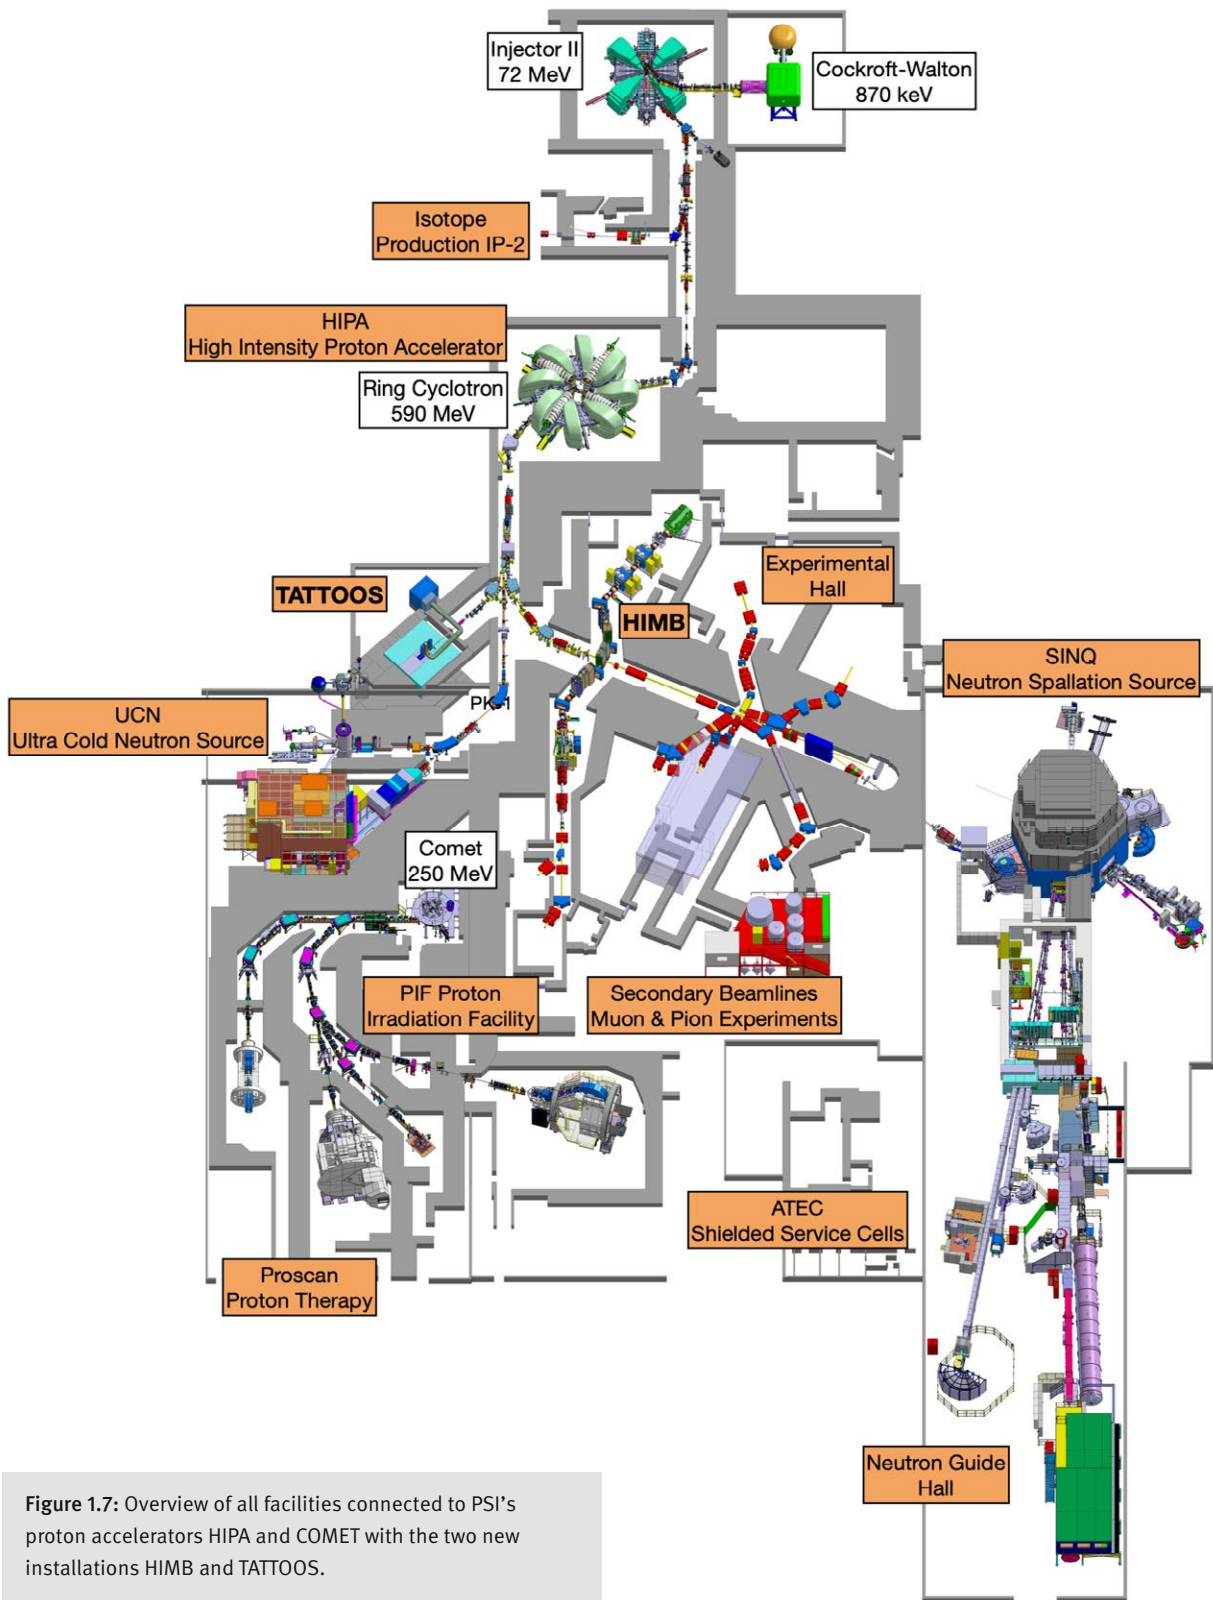 Injector II
72 MeV
Cockroft-Walton
870 keV
Isotope
Production IP-2
HIPA
High Intensity Proton Accelerator
Ring Cyclotron
590 MeV
Experimental
Hall
TATTOOS
HIMB
SINQ
Neutron Spallation Source
UCN
Ultra Cold Neutron Source
Comet
250 MeV
PIF Proton
Irradiation Facility
Secondary Beamlines
Muon & Pion Experiments
ATEC
Shielded Service Cells
Proscan
Proton Therapy
Neutron Guide
Hall
Figure 1.7: Overview of all facilities connected to PSI’s
proton accelerators HIPA and COMET with the two new
installations HIMB and TATTOOS.